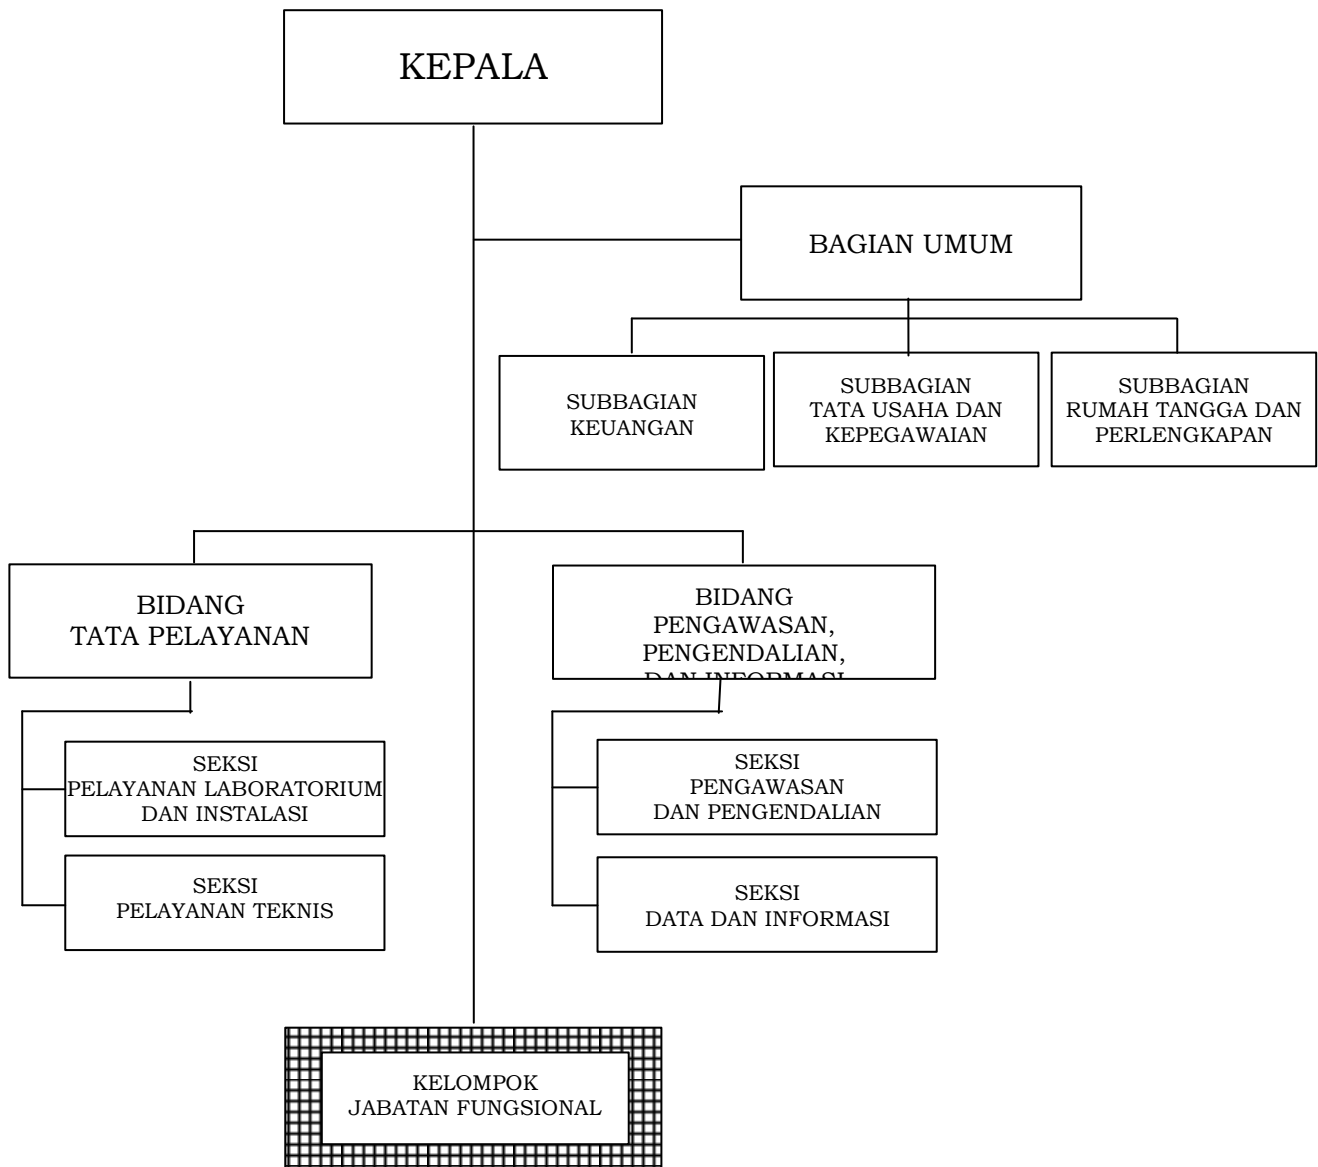 KEPALA
BAGIAN UMUM
SUBBAGIAN
KEUANGAN
SUBBAGIAN
TATA USAHA DAN
KEPEGAWAIAN
SUBBAGIAN
RUMAH TANGGA DAN
PERLENGKAPAN
BIDANG
TATA PELAYANAN
BIDANG
PENGAWASAN,
PENGENDALIAN,
DAN INFORMASI
SEKSI
PELAYANAN LABORATORIUM
DAN INSTALASI
SEKSI
PELAYANAN TEKNIS
SEKSI
PENGAWASAN
DAN PENGENDALIAN
SEKSI
DATA DAN INFORMASI
KELOMPOK
JABATAN FUNGSIONAL